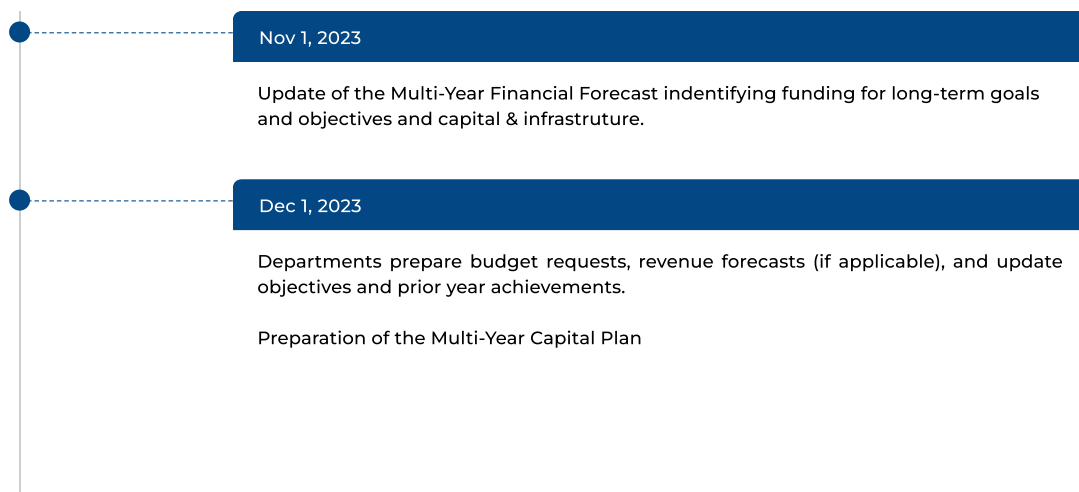 Nov 1, 2023
Update of the Multi-Year Financial Forecast indentifying funding for long-term goals
and objectives and capital & infrastruture.
Dec 1, 2023
Departments prepare budget requests, revenue forecasts (if applicable), and update
objectives and prior year achievements.
Preparation of the Multi-Year Capital Plan